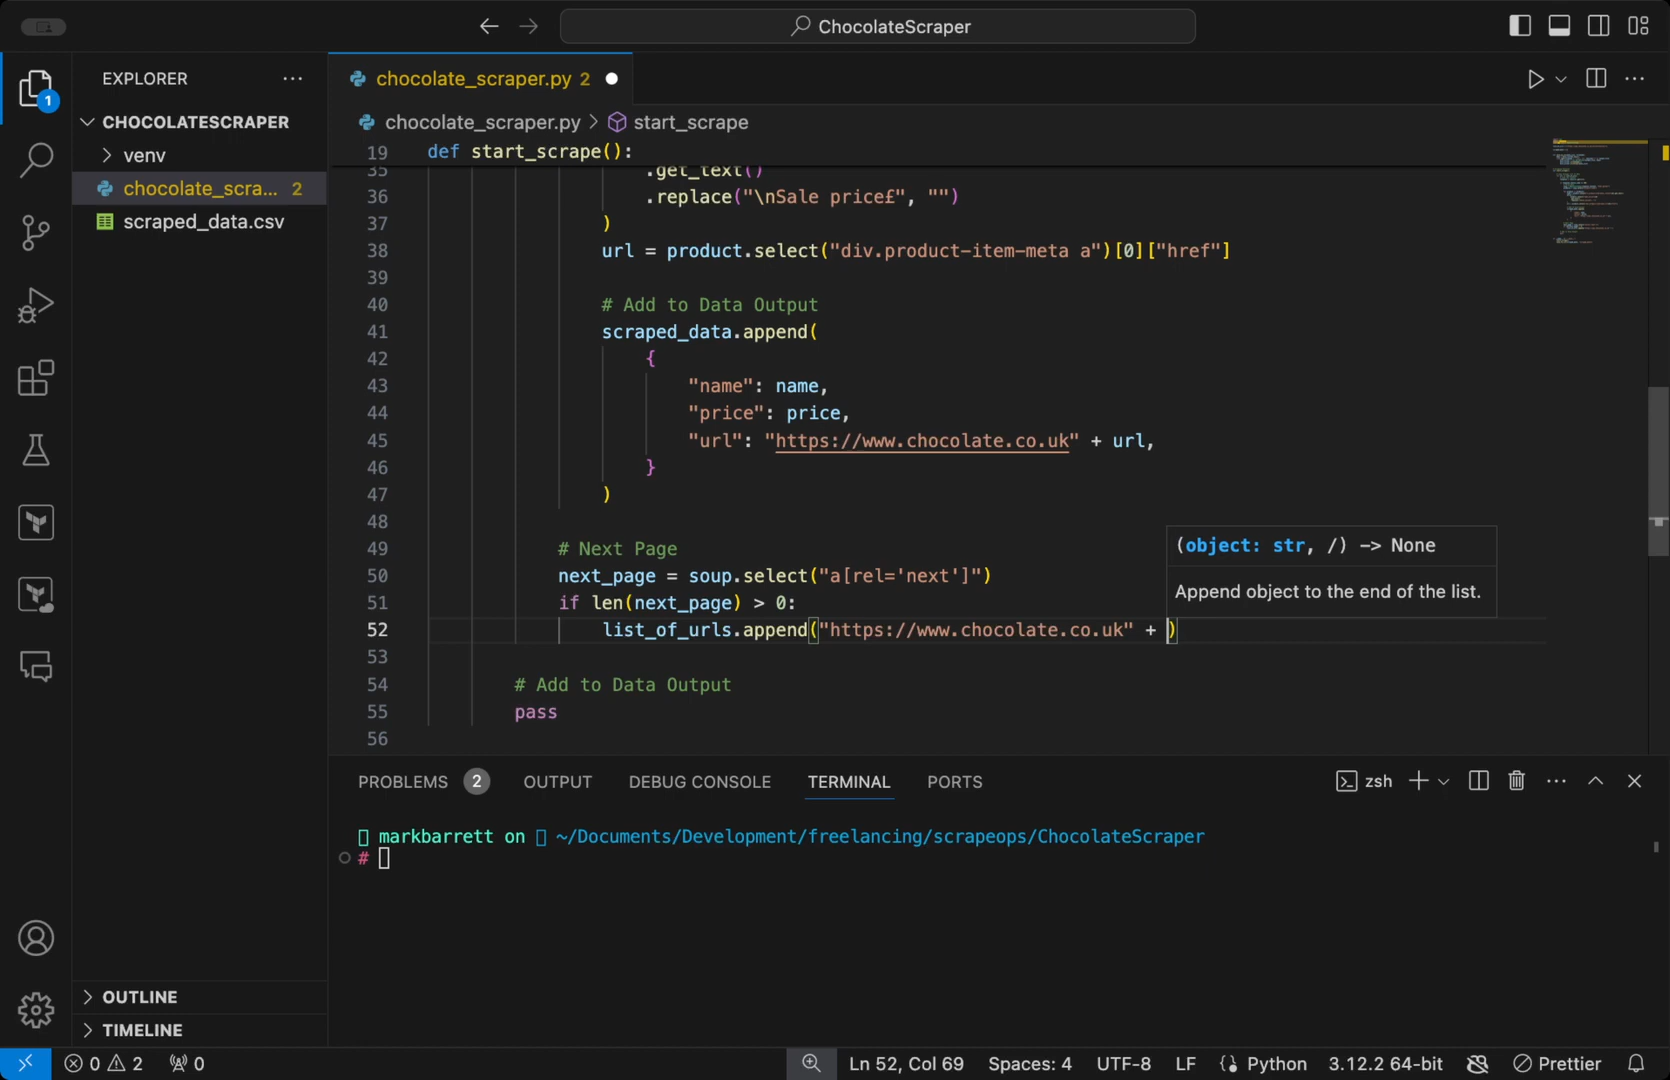 ChocolateScraper
EXPLORER
chocolate_scraper.py 2
1
CHOCOLATESCRAPER
chocolate_scraper.py
start_scrape
venv
chocolate_scra... 2
scraped_data.csv
19 def start_scrape():
35 .get_text()
36 .replace("\nSale price£", "")
37 )
38 url = product.select("div.product-item-meta a")[0]["href"]
39
40 # Add to Data Output
41 scraped_data.append(
42 {
43 "name": name,
44 "price": price,
45 "url": "https://www.chocolate.co.uk" + url,
46 }
47 )
48
49 # Next Page
50 next_page = soup.select("a[rel='next']")
51 if len(next_page) > 0:
52 list_of_urls.append("https://www.chocolate.co.uk" + )
53
54 # Add to Data Output
55 pass
56
(object: str, /) -> None
Append object to the end of the list.
PROBLEMS 2 OUTPUT DEBUG CONSOLE TERMINAL PORTS
zsh
markbarrett on ~/Documents/Development/freelancing/scrapeops/ChocolateScraper
#
OUTLINE
TIMELINE
0 2 0
Ln 52, Col 69 Spaces: 4 UTF-8 LF Python 3.12.2 64-bit Prettier